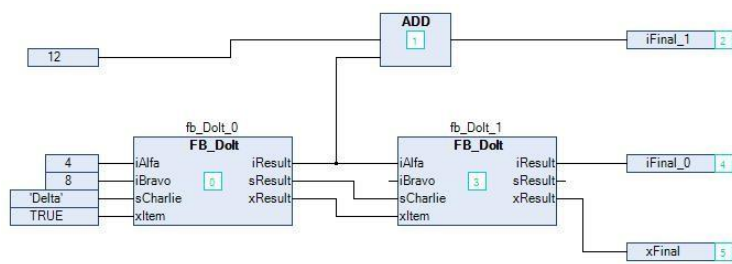 ADD
1
12
iFinal_1 2
fb_DoIt_0
FB_DoIt
fb_DoIt_1
FB_DoIt
4 iAlfa iResult iAlfa iResult iFinal_0 4
8 iBravo 0 sResult iBravo 3 sResult
'Delta' sCharlie xResult sCharlie xResult
TRUE xItem xItem
xFinal 5